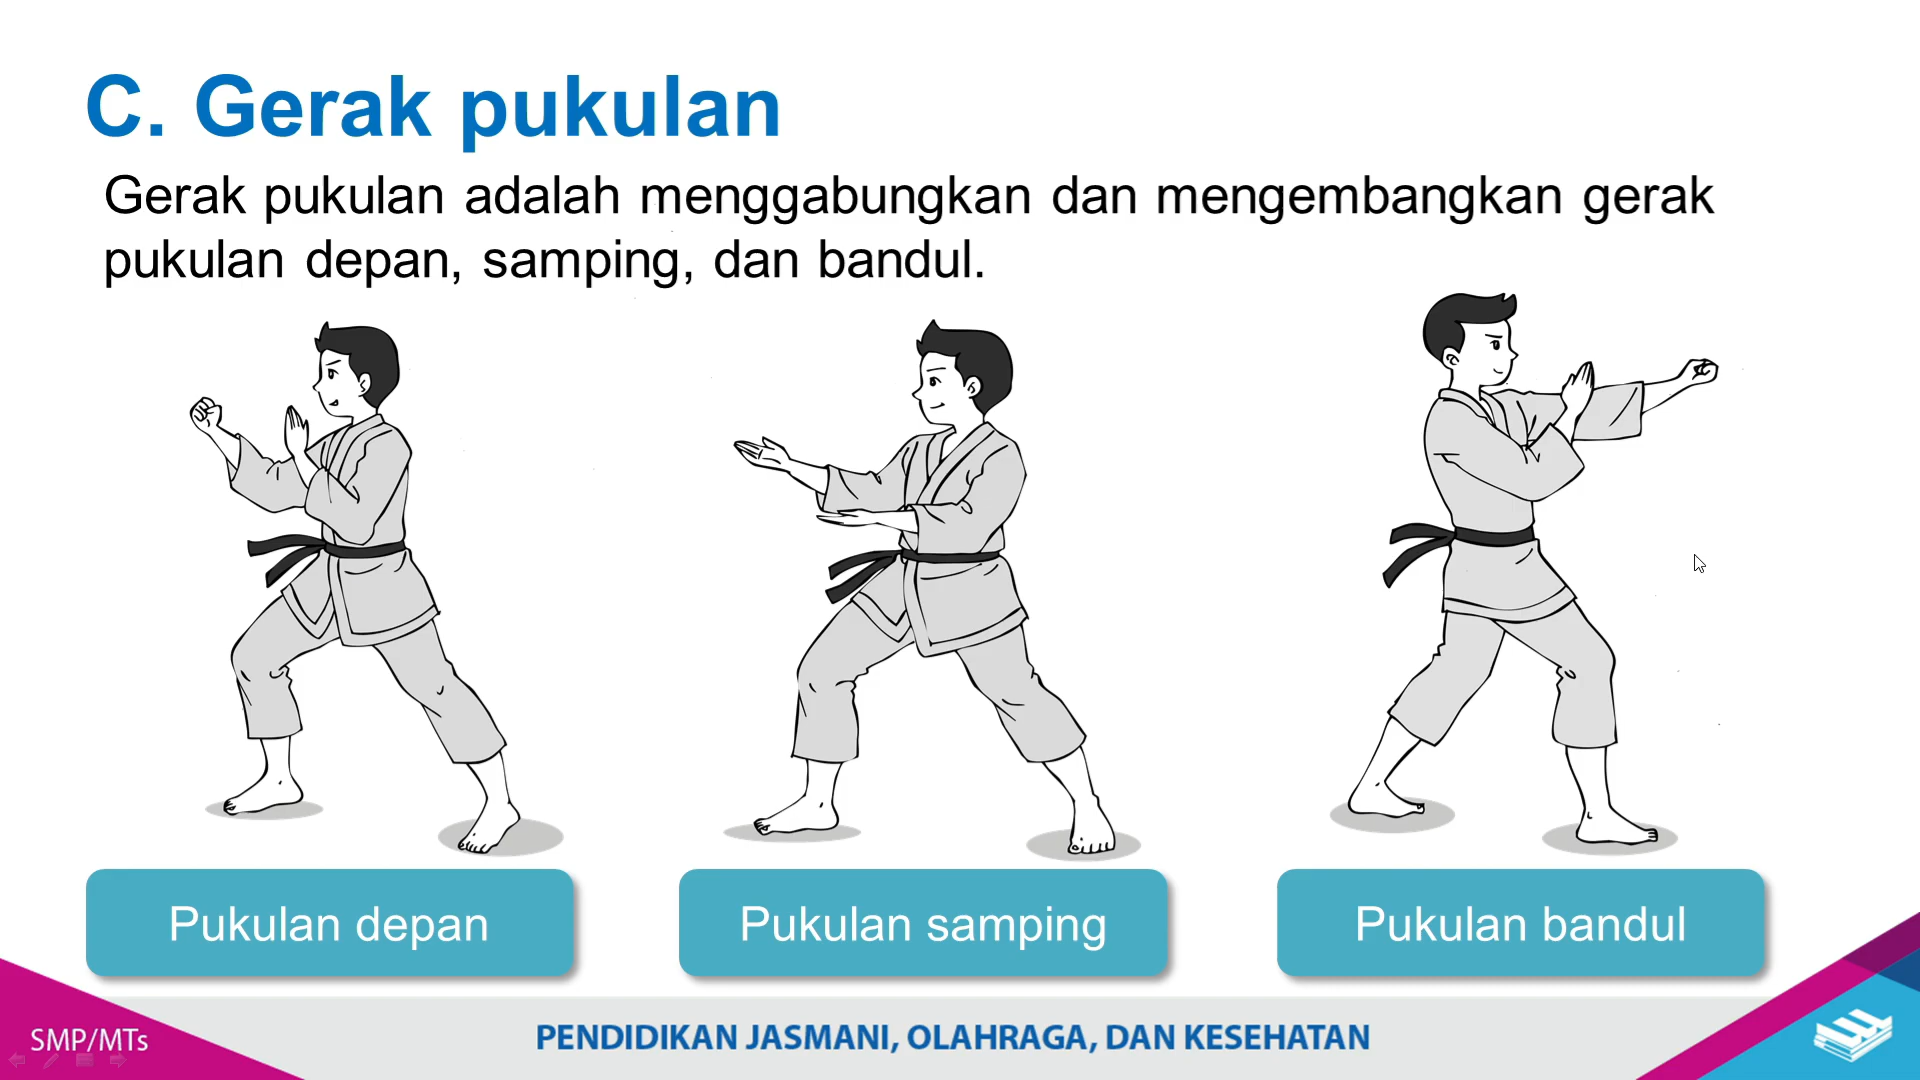 C. Gerak pukulan
Gerak pukulan adalah menggabungkan dan mengembangkan gerak
pukulan depan, samping, dan bandul.
Pukulan depan
Pukulan samping
Pukulan bandul
SMP/MTs
PENDIDIKAN JASMANI, OLAHRAGA, DAN KESEHATAN